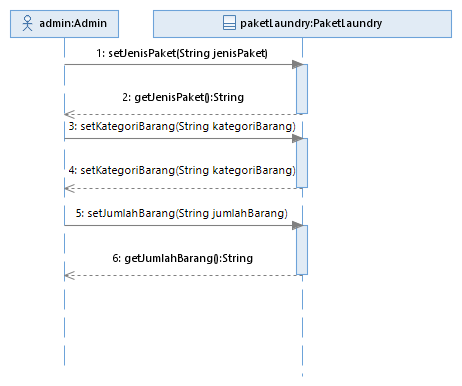 admin:Admin
paketLaundry:PaketLaundry
1: setJenisPaket(String jenisPaket)
2: getJenisPaket():String
3: setKategoriBarang(String kategoriBarang)
4: setKategoriBarang(String kategoriBarang)
5: setJumlahBarang(String jumlahBarang)
6: getJumlahBarang():String